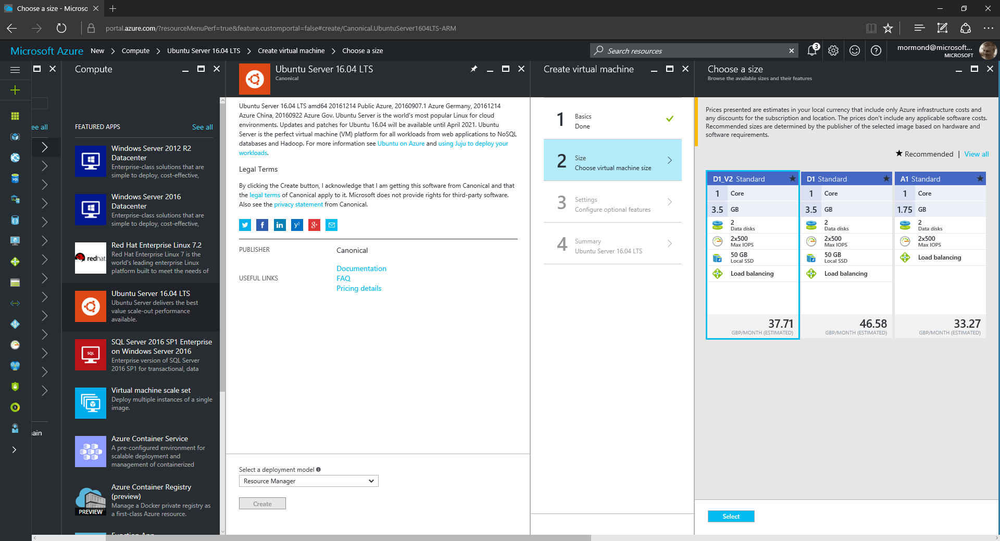 Choose a size - Microso
portal.azure.com/?resourceMenuPerf=true&feature.customportal=false#create/Canonical.UbuntuServer1604LTS-ARM
Microsoft Azure New > Compute > Ubuntu Server 16.04 LTS > Create virtual machine > Choose a size
Search resources
3
mormond@microsoft...
MICROSOFT
ee all
ain
Compute
FEATURED APPS See all
Windows Server 2012 R2
Datacenter
Enterprise-class solutions that are
simple to deploy, cost-effective,
Windows Server 2016
Datacenter
Enterprise-class solutions that are
simple to deploy, cost-effective,
redhat
Red Hat Enterprise Linux 7.2
Red Hat Enterprise Linux 7 is the
world's leading enterprise Linux
platform built to meet the needs of
Ubuntu Server 16.04 LTS
Ubuntu Server delivers the best
value scale-out performance
available.
SQL
SQL Server 2016 SP1 Enterprise
on Windows Server 2016
Enterprise version of SQL Server
2016 SP1 for transactional, data
Virtual machine scale set
Deploy multiple instances of a single
image.
Azure Container Service
A pre-configured environment for
scalable deployment and
management of containerized
PREVIEW
Azure Container Registry
(preview)
Manage a Docker private registry as
a first-class Azure resource.
Function App
Ubuntu Server 16.04 LTS
Canonical
Ubuntu Server 16.04 LTS amd64 20161214 Public Azure, 20160907.1 Azure Germany, 20161214
Azure China, 20160922 Azure Gov. Ubuntu Server is the world's most popular Linux for cloud
environments. Updates and patches for Ubuntu 16.04 will be available until April 2021. Ubuntu
Server is the perfect virtual machine (VM) platform for all workloads from web applications to NoSQL
databases and Hadoop. For more information see Ubuntu on Azure and using Juju to deploy your
workloads.
Legal Terms
By clicking the Create button, I acknowledge that I am getting this software from Canonical and that
the legal terms of Canonical apply to it. Microsoft does not provide rights for third-party software.
Also see the privacy statement from Canonical.
PUBLISHER Canonical
USEFUL LINKS
Documentation
FAQ
Pricing details
Select a deployment model
Resource Manager
Create
Create virtual machine
1 Basics
Done
2 Size
Choose virtual machine size
3 Settings
Configure optional features
4 Summary
Ubuntu Server 16.04 LTS
Choose a size
Browse the available sizes and their features
Prices presented are estimates in your local currency that include only Azure infrastructure costs and
any discounts for the subscription and location. The prices don't include any applicable software costs.
Recommended sizes are determined by the publisher of the selected image based on hardware and
software requirements.
★ Recommended | View all
D1_V2 Standard
1 Core
3.5 GB
2
Data disks
2x500
Max IOPS
50 GB
Local SSD
Load balancing
37.71
GBP/MONTH (ESTIMATED)
D1 Standard
1 Core
3.5 GB
2
Data disks
2x500
Max IOPS
50 GB
Local SSD
Load balancing
46.58
GBP/MONTH (ESTIMATED)
A1 Standard
1 Core
1.75 GB
2
Data disks
2x500
Max IOPS
Load balancing
33.27
GBP/MONTH (ESTIMATED)
Select